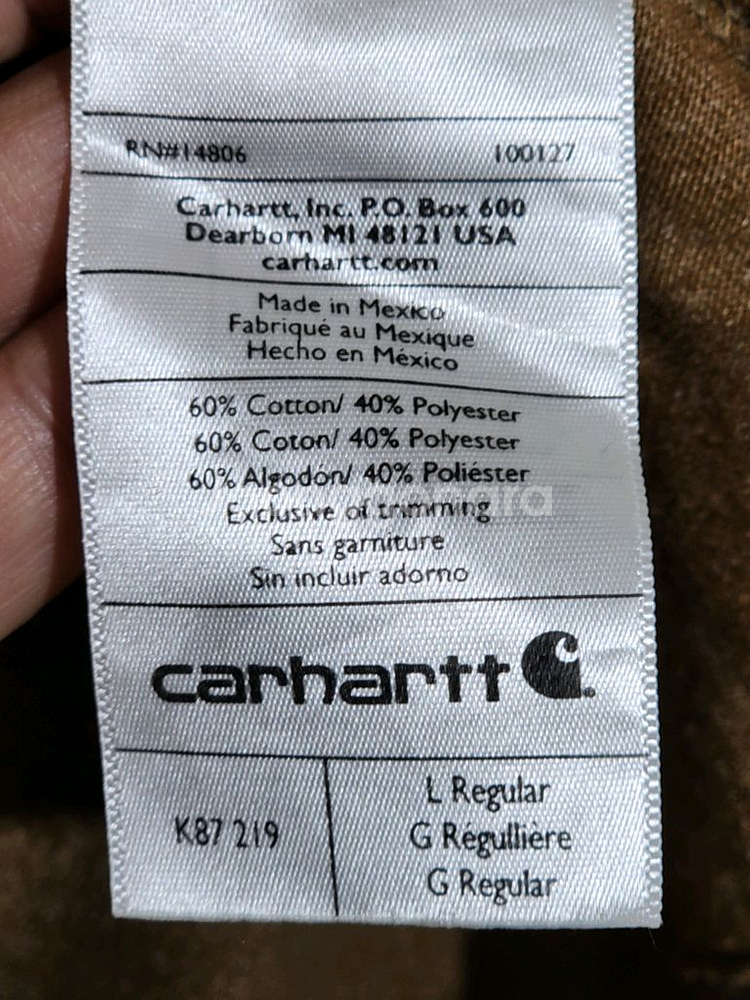 RN#14806 100127
Carhartt, Inc. P.O. Box 600
Dearborn MI 48121 USA
carhartt.com
Made in Mexico
Fabriqué au Mexique
Hecho en México
60% Cotton/ 40% Polyester
60% Coton/ 40% Polyester
60% Algodón/ 40% Poliéster
Exclusive of trimming
Sans garniture
Sin incluir adorno
carhartt
K87 219
L Regular
G Régullière
G Regular